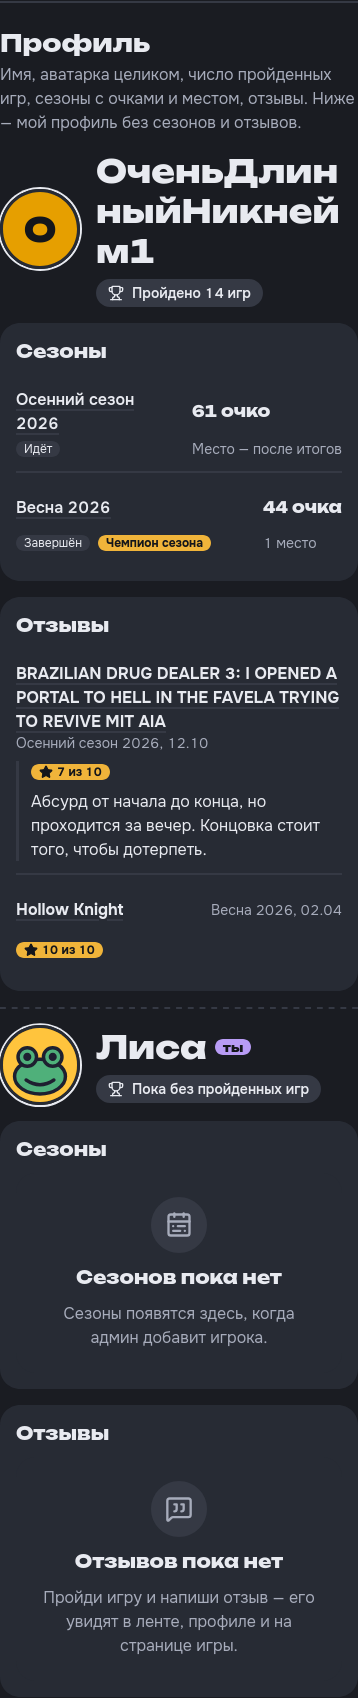 Профиль
Имя, аватарка целиком, число пройденных
игр, сезоны с очками и местом, отзывы. Ниже
— мой профиль без сезонов и отзывов.
О
ОченьДлин
ныйНикней
м1
Пройдено 14 игр
Сезоны
Осенний сезон
2026
61 очко
Идёт
Место — после итогов
Весна 2026
44 очка
Завершён
Чемпион сезона
1 место
Отзывы
BRAZILIAN DRUG DEALER 3: I OPENED A
PORTAL TO HELL IN THE FAVELA TRYING
TO REVIVE MIT AIA
Осенний сезон 2026, 12.10
7 из 10
Абсурд от начала до конца, но
проходится за вечер. Концовка стоит
того, чтобы дотерпеть.
Hollow Knight
Весна 2026, 02.04
10 из 10
Лиса
ты
Пока без пройденных игр
Сезоны
Сезонов пока нет
Сезоны появятся здесь, когда
админ добавит игрока.
Отзывы
Отзывов пока нет
Пройди игру и напиши отзыв — его
увидят в ленте, профиле и на
странице игры.